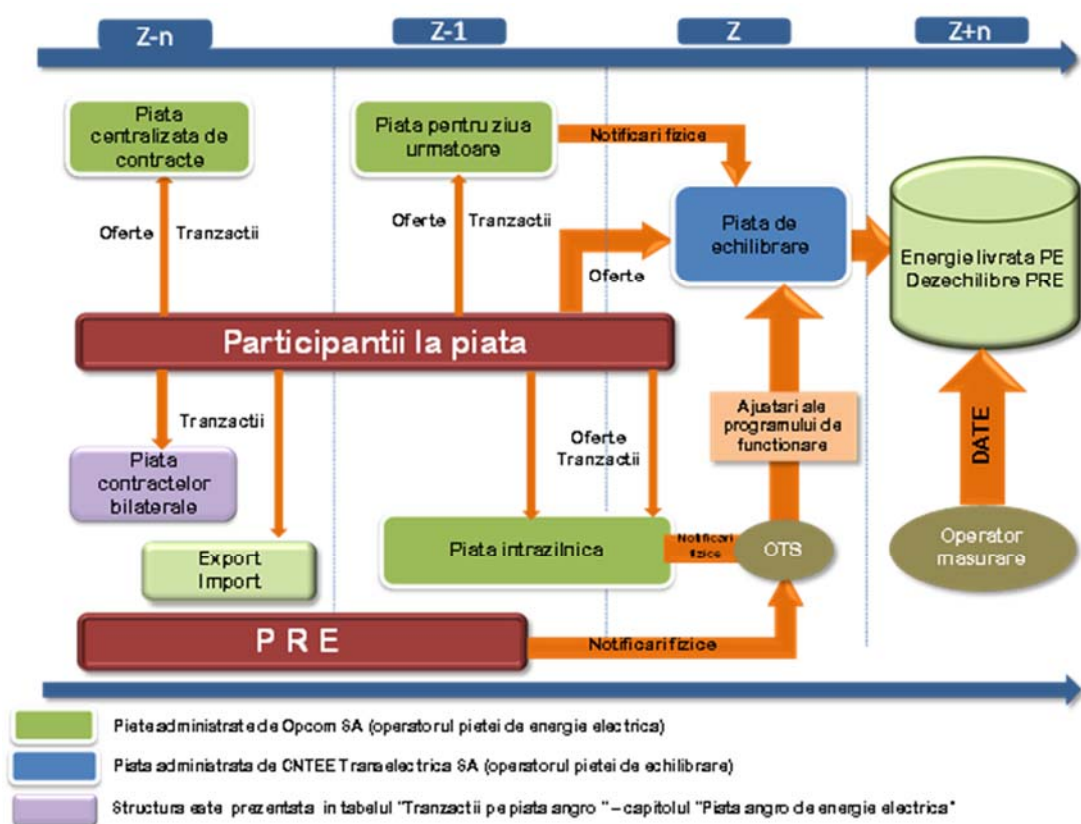 Z-n
Z-1
Z
Z+n
Piata
centralizata de
contracte
Piata pentru ziua
urmatoare
Notificari fizice
Oferte
Tranzactii
Oferte
Tranzactii
Piata de
echilibrare
Oferte
Energie livrata PE
Dezechilibre PRE
Participantii la piata
Tranzactii
Piata
contractelor
bilaterale
Export
Import
Oferte
Tranzactii
Ajustari ale
programului de
functionare
DATE
Piata intrazilnica
Notificari
fizice
OTS
Operator
masurare
PRE
Notificari fizice
Piete administrate de Opcom SA (operatorul pietei de energie electrica)
Piata administrata de CNTEE Transelectrica SA (operatorul pietei de echilibrare)
Structura este prezentata in tabelul "Tranzactii pe piata angro " – capitolul "Piata angro de energie electrica"